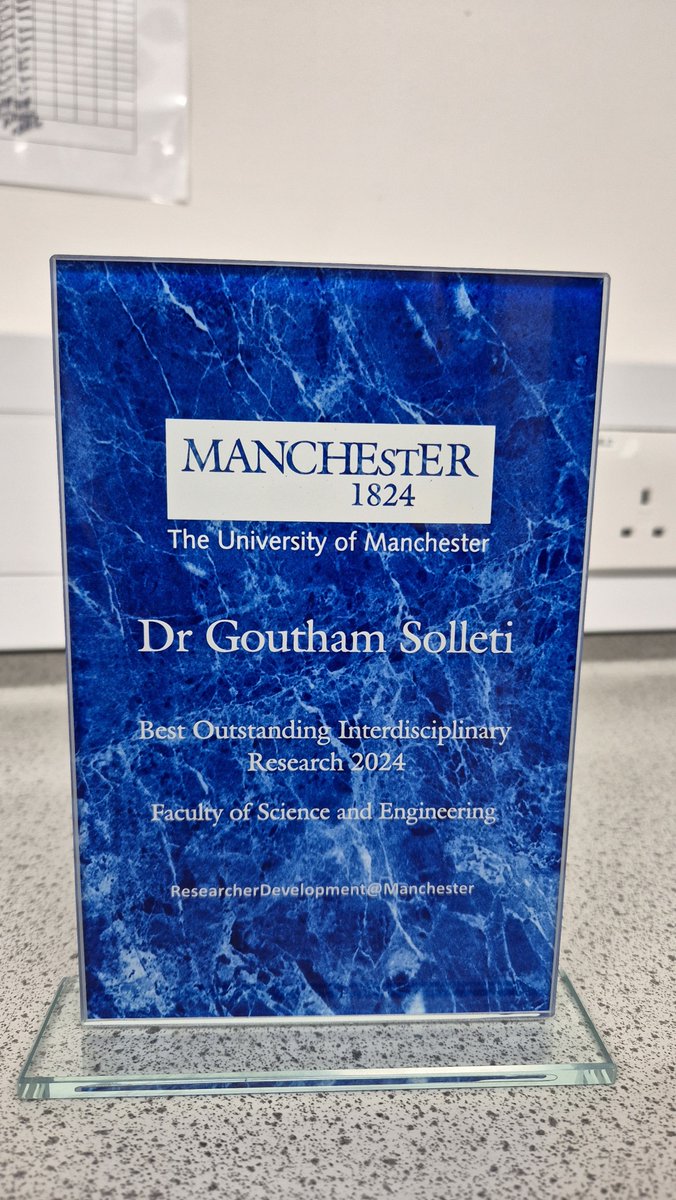 MANCHEsTER
1824
The University of Manchester
Dr Goutham Solleti
Best Outstanding Interdisciplinary
Research 2024
Faculty of Science and Engineering
ResearcherDevelopment@Manchester